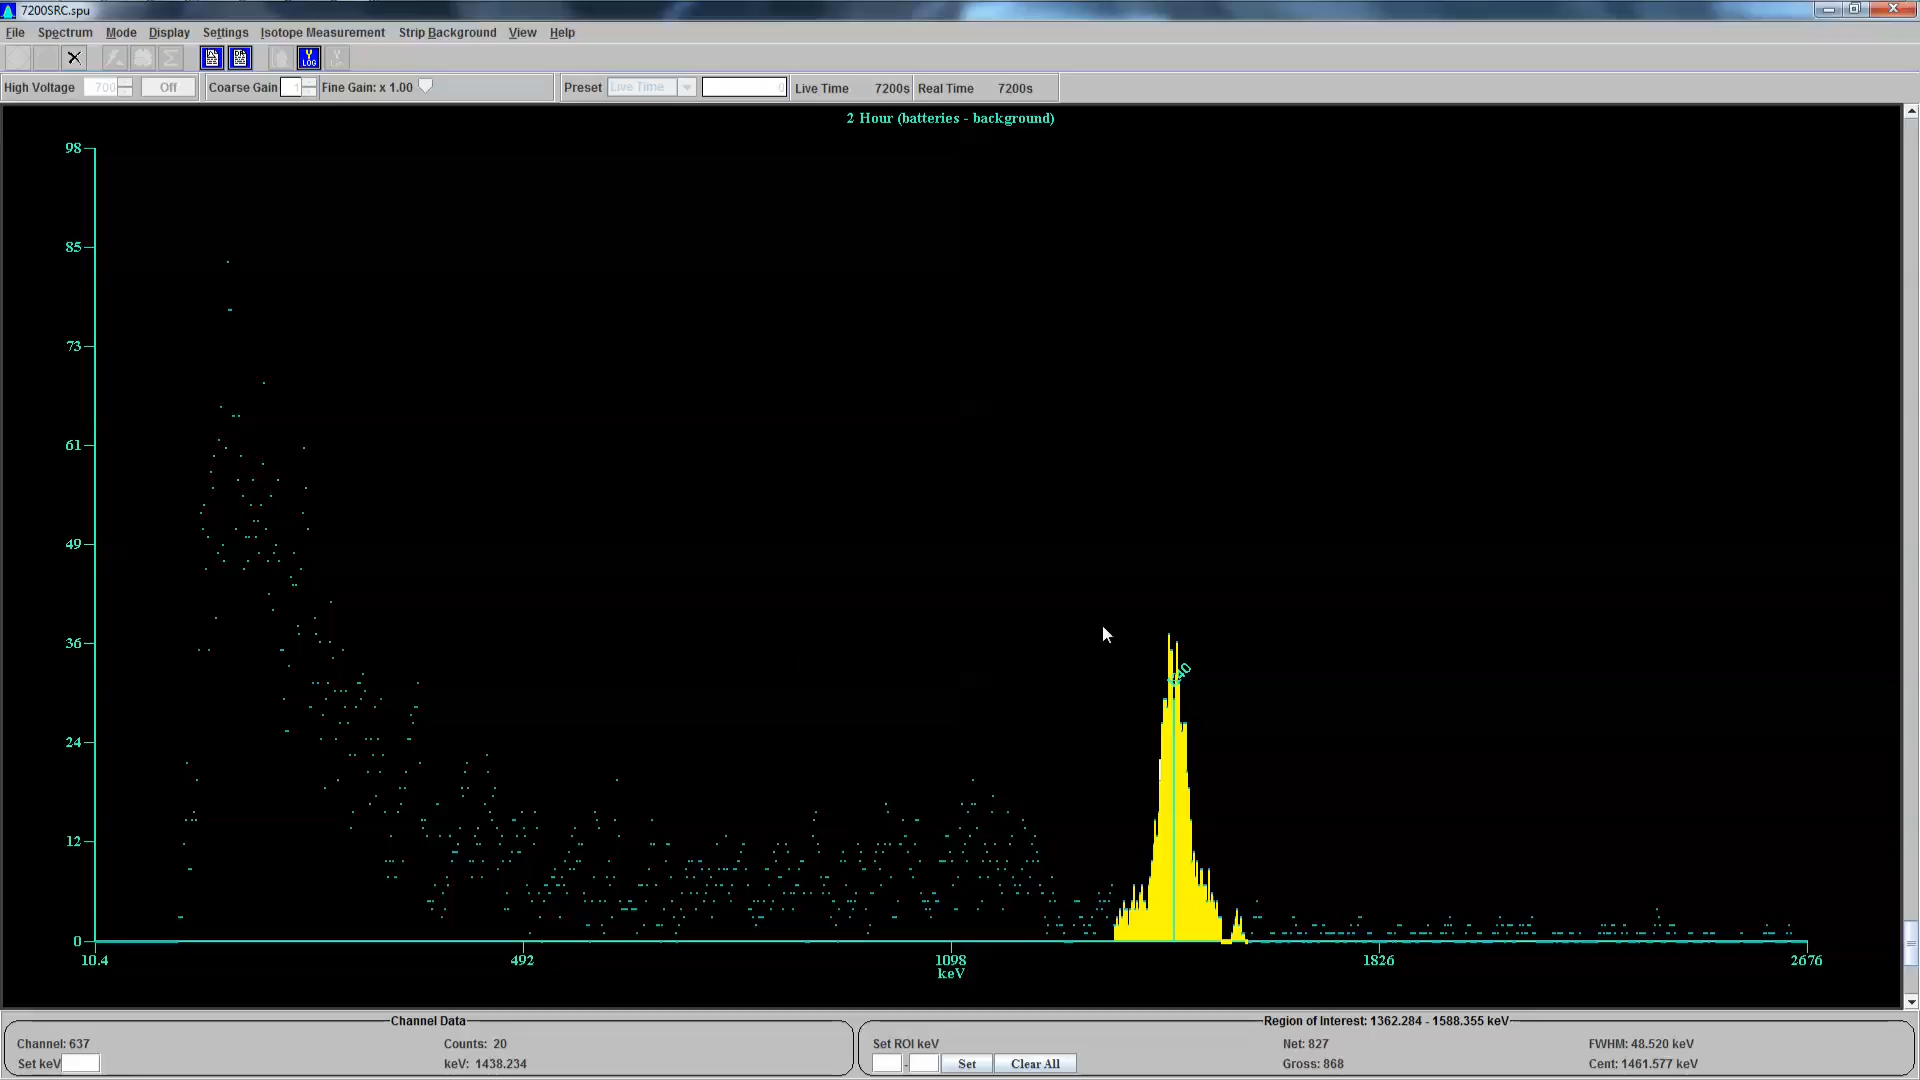 7200SRC.spu
File Spectrum Mode Display Settings Isotope Measurement Strip Background View Help
Y LOG
High Voltage 700 Off Coarse Gain 1 Fine Gain: x 1.00 Preset Live Time 0 Live Time 7200s Real Time 7200s
2 Hour (batteries - background)
98
85
73
61
49
36
24
12
0
10.4 492 1098 1826 2676
keV
Channel Data
Channel: 637 Counts: 20
Set keV keV: 1438.234
Region of Interest: 1362.284 - 1588.355 keV
Set ROI keV Net: 827 FWHM: 48.520 keV
- Set Clear All Gross: 868 Cent: 1461.577 keV